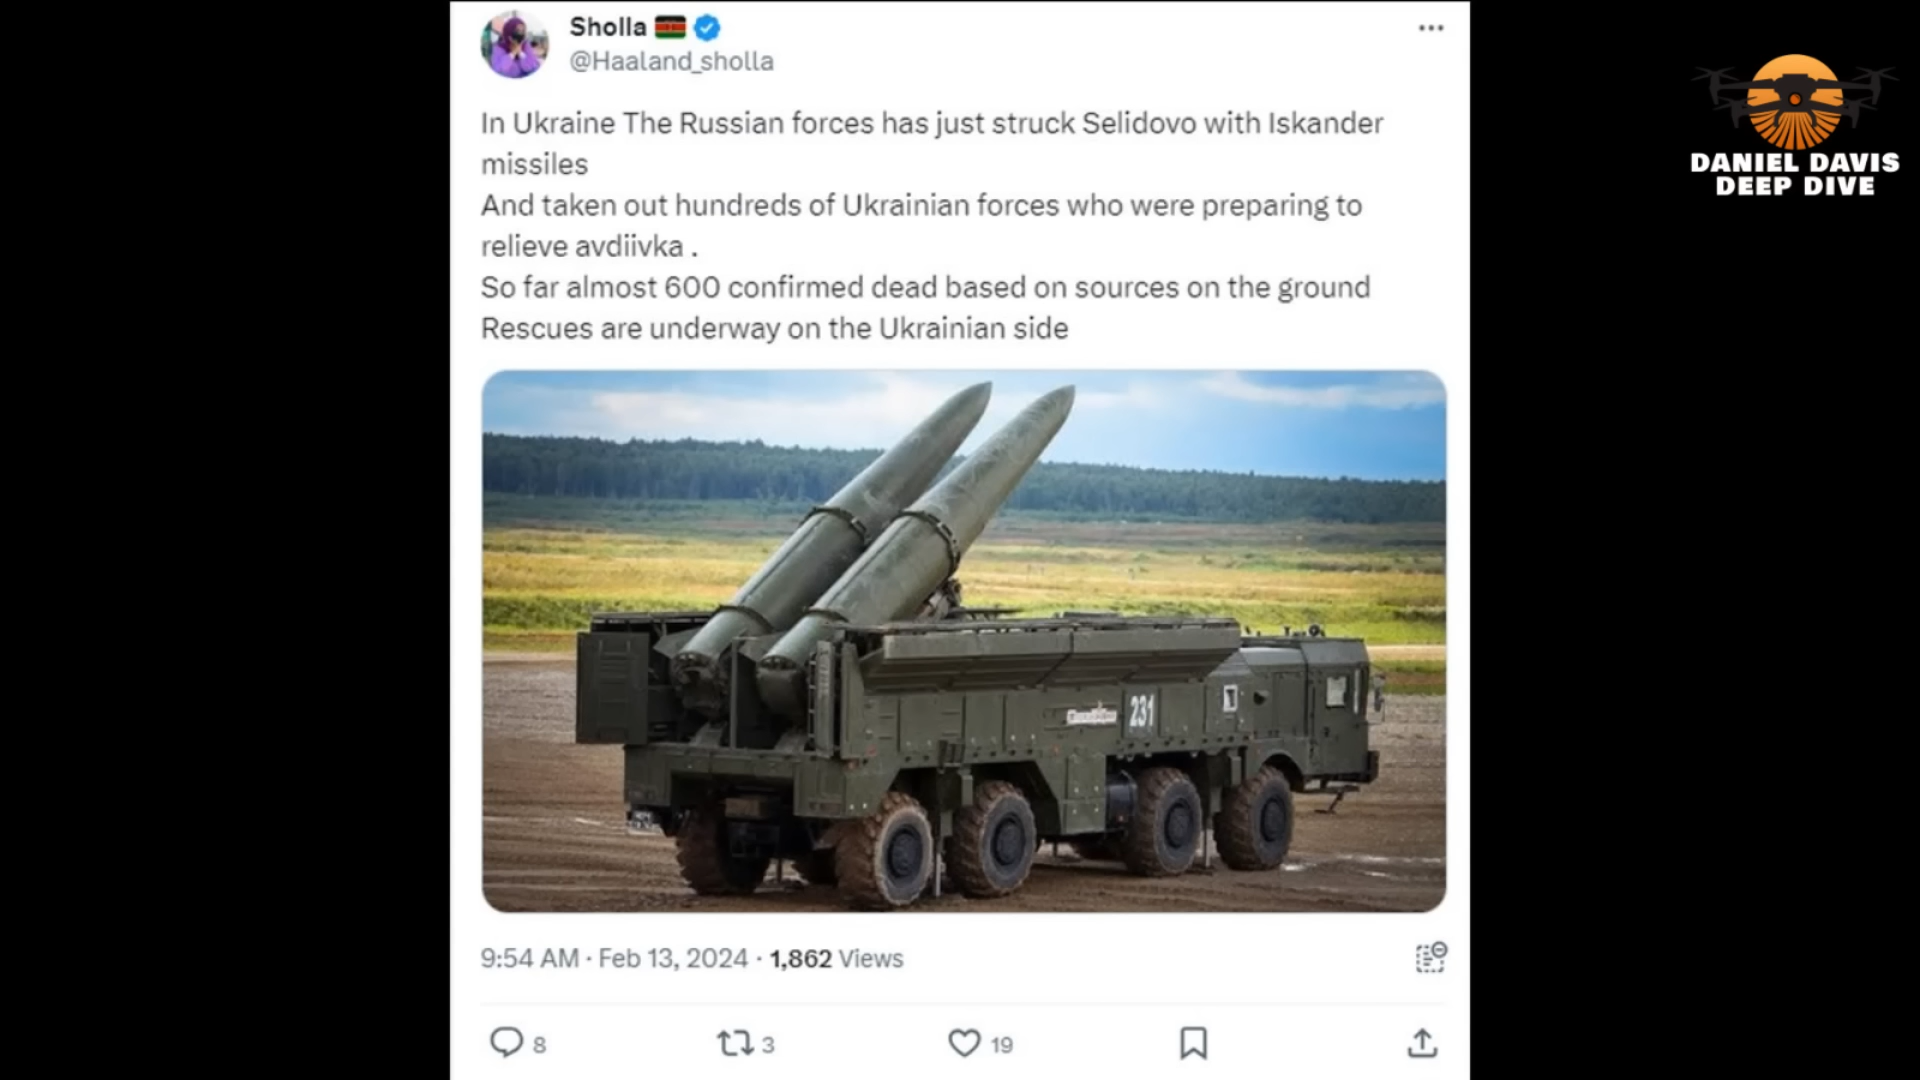 Sholla
@Haaland_sholla
DANIEL DAVIS
DEEP DIVE
In Ukraine The Russian forces has just struck Selidovo with Iskander
missiles
And taken out hundreds of Ukrainian forces who were preparing to
relieve avdiivka .
So far almost 600 confirmed dead based on sources on the ground
Rescues are underway on the Ukrainian side
231
9:54 AM · Feb 13, 2024 · 1,862 Views
8
3
19